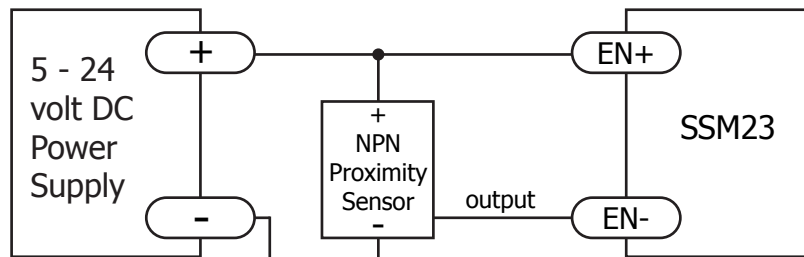 5 - 24
volt DC
Power
Supply
+
-
+
NPN
Proximity
Sensor
-
output
EN+
EN-
SSM23